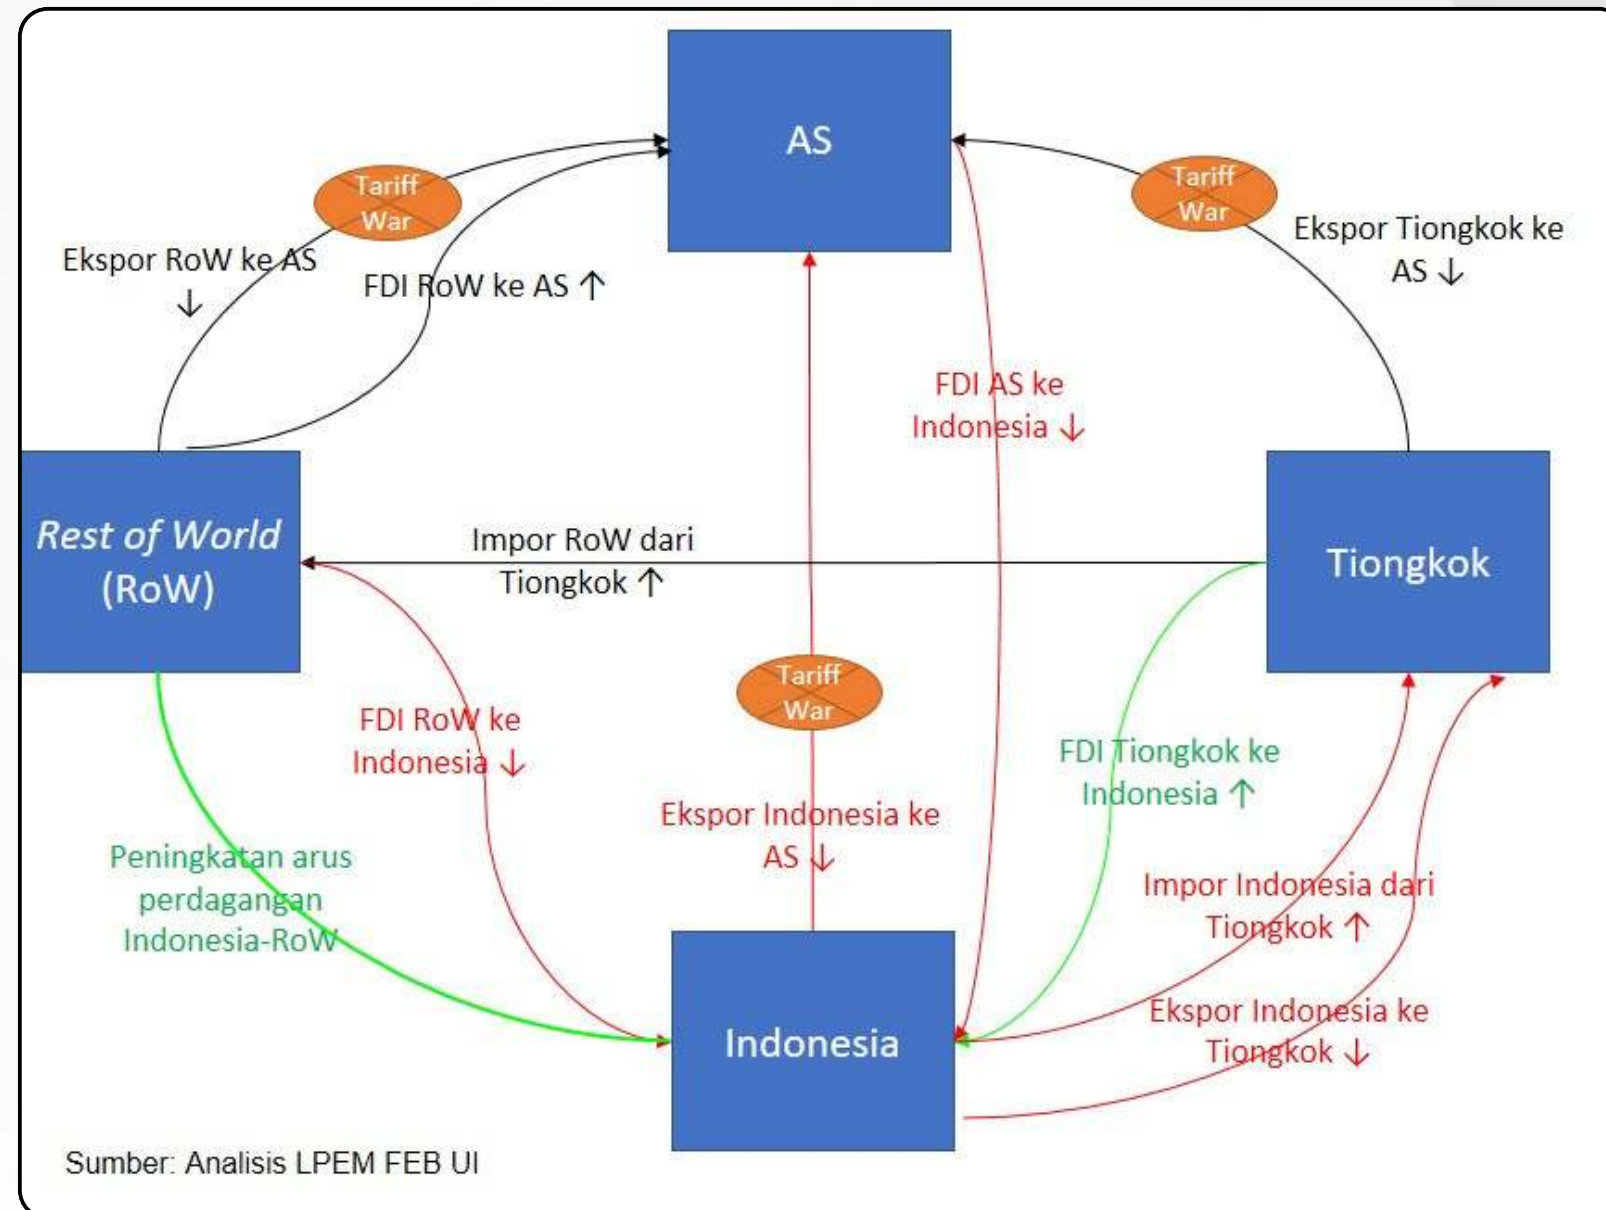 AS
Tariff
War
Tariff
War
Ekspor RoW ke AS
↓
FDI RoW ke AS ↑
Ekspor Tiongkok ke
AS ↓
FDI AS ke
Indonesia ↓
Rest of World
(RoW)
Impor RoW dari
Tiongkok ↑
Tiongkok
Tariff
War
FDI RoW ke
Indonesia ↓
FDI Tiongkok ke
Indonesia ↑
Ekspor Indonesia ke
AS ↓
Peningkatan arus
perdagangan
Indonesia-RoW
Impor Indonesia dari
Tiongkok ↑
Ekspor Indonesia ke
Tiongkok ↓
Indonesia
Sumber: Analisis LPEM FEB UI